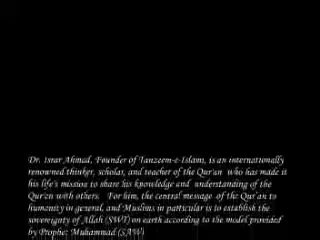 Dr. Israr Ahmad, Founder of Tanzeem-e-Islami, is an internationally
renowned thinker, scholar, and teacher of the Qur'an who has made it
his life's mission to share his knowledge and understanding of the
Qur'an with others. For him, the central message of the Qur'an to
humanity in general, and Muslims in particular is to establish the
sovereignty of Allah (SWT) on earth according to the model provided
by Prophet Muhammad (SAW)